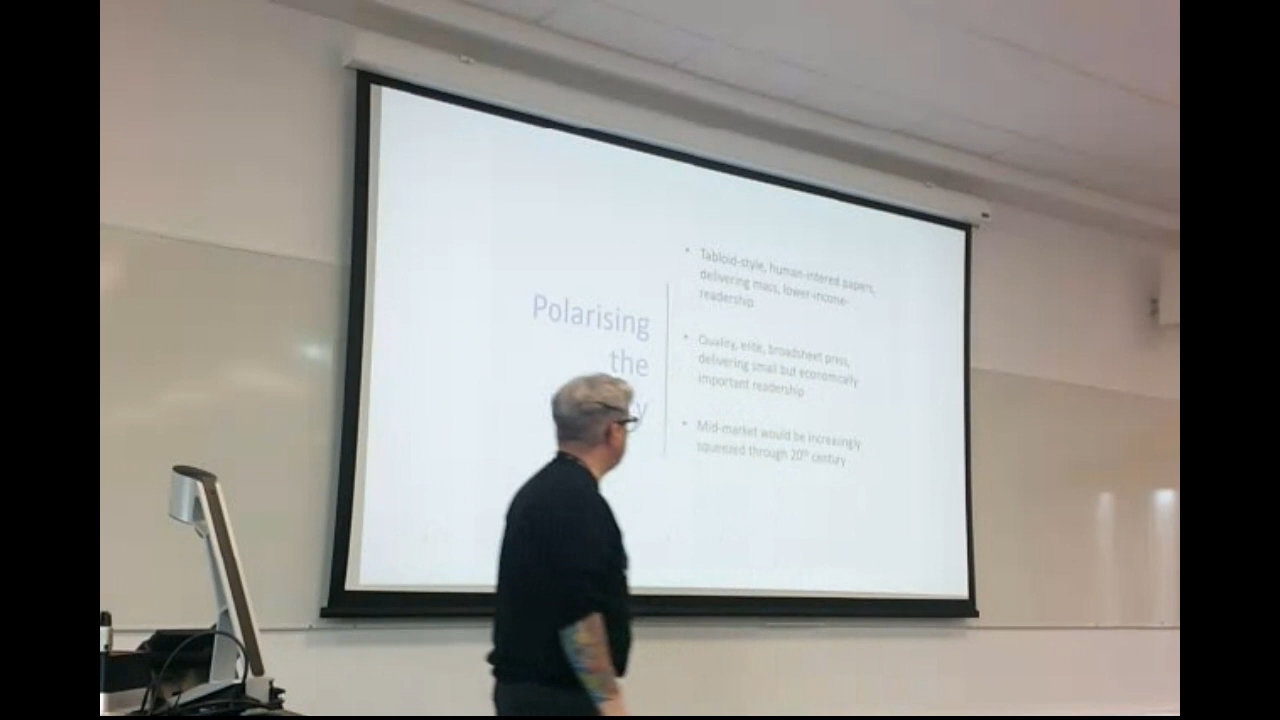 Polarising
the
• Tabloid-style, human-intered papers,
delivering mass, lower-income-
readership
• Quality, elite, broadsheet press,
delivering small but economically
important readership
• Mid-market would be increasingly
squeezed through 20th century